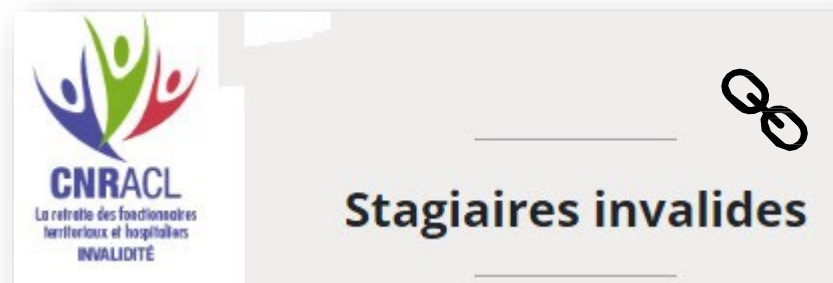 CNRACL
La retraite des fonctionnaires
territoriaux et hospitaliers
INVALIDITÉ
Stagiaires invalides